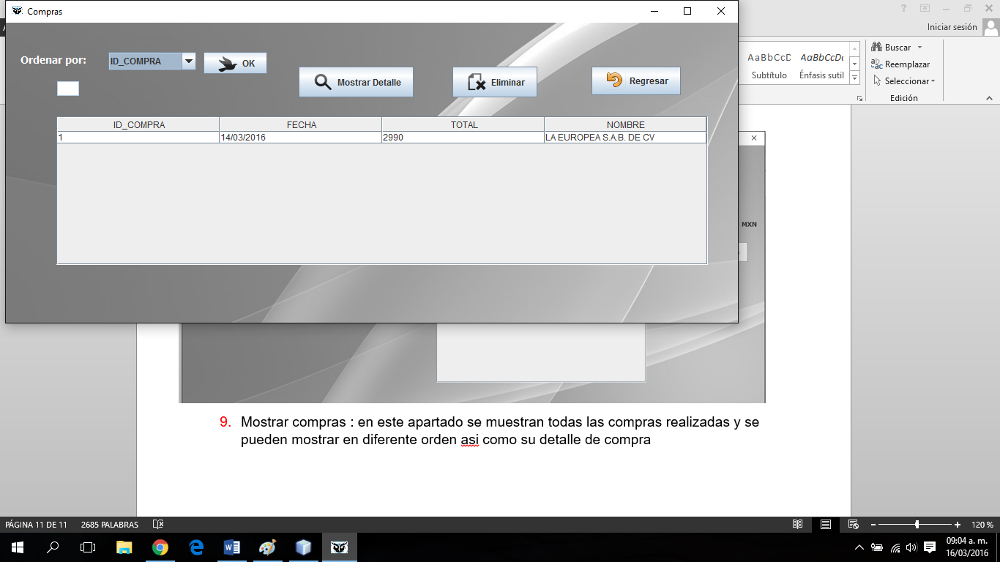 Compras
Iniciar sesión
Ordenar por:
ID_COMPRA
OK
Mostrar Detalle
Eliminar
Regresar
ID_COMPRA FECHA TOTAL NOMBRE
1 14/03/2016 2990 LA EUROPEA S.A.B. DE CV
AaBbCcD AaBbCcDc
Subtítulo Énfasis sutil
Buscar
Reemplazar
Seleccionar
Edición
MXN
9. Mostrar compras : en este apartado se muestran todas las compras realizadas y se
pueden mostrar en diferente orden asi como su detalle de compra
PÁGINA 11 DE 11 2685 PALABRAS 120 %
09:04 a. m.
16/03/2016